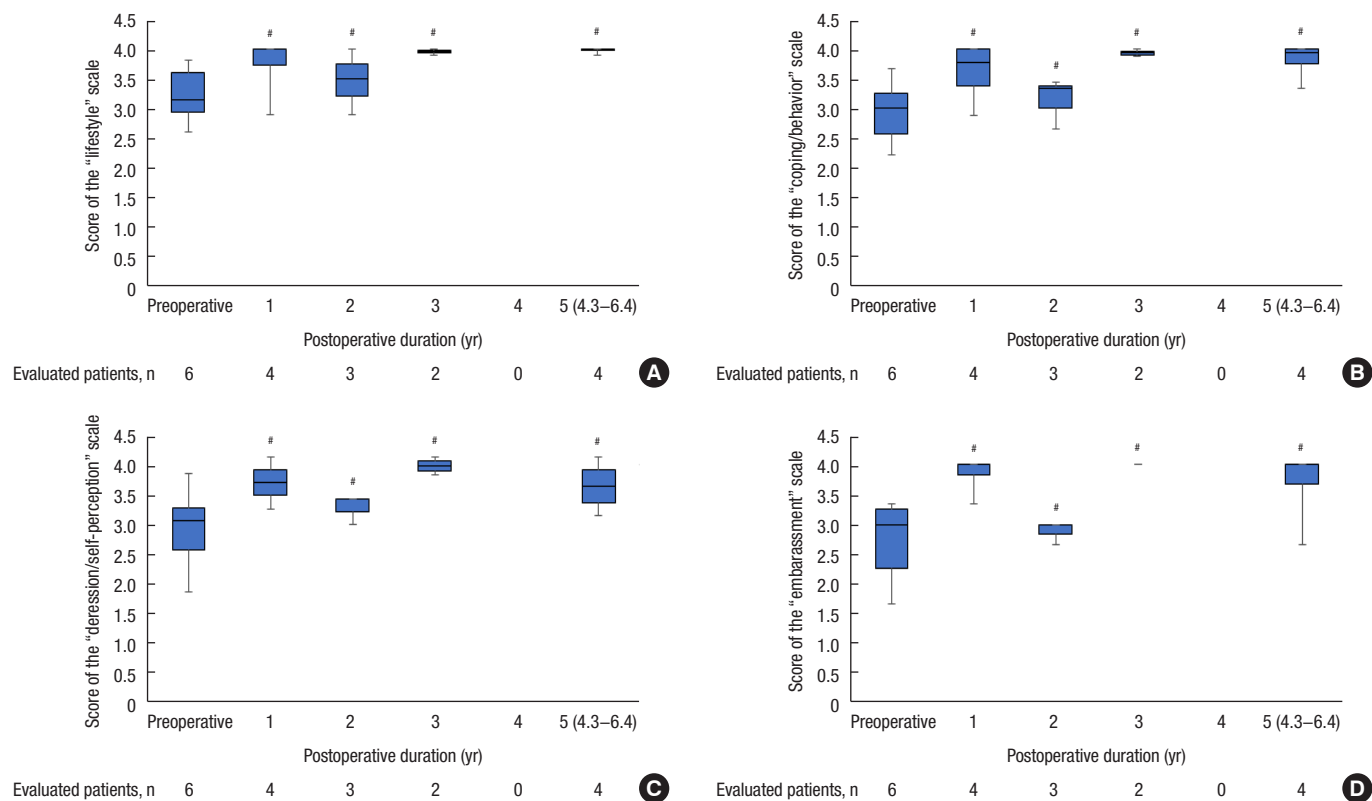 Score of the “lifestyle” scale
4.5
4.0
3.5
3.0
2.5
2.0
1.5
1.0
0.5
0
# # # #
Preoperative 1 2 3 4 5 (4.3–6.4)
Postoperative duration (yr)
Evaluated patients, n 6 4 3 2 0 4
A
Score of the “coping/behavior” scale
4.5
4.0
3.5
3.0
2.5
2.0
1.5
1.0
0.5
0
# # # #
Preoperative 1 2 3 4 5 (4.3–6.4)
Postoperative duration (yr)
Evaluated patients, n 6 4 3 2 0 4
B
Score of the “deression/self-perception” scale
4.5
4.0
3.5
3.0
2.5
2.0
1.5
1.0
0.5
0
# # # #
Preoperative 1 2 3 4 5 (4.3–6.4)
Postoperative duration (yr)
Evaluated patients, n 6 4 3 2 0 4
C
Score of the “embarassment” scale
4.5
4.0
3.5
3.0
2.5
2.0
1.5
1.0
0.5
0
# # # #
Preoperative 1 2 3 4 5 (4.3–6.4)
Postoperative duration (yr)
Evaluated patients, n 6 4 3 2 0 4
D